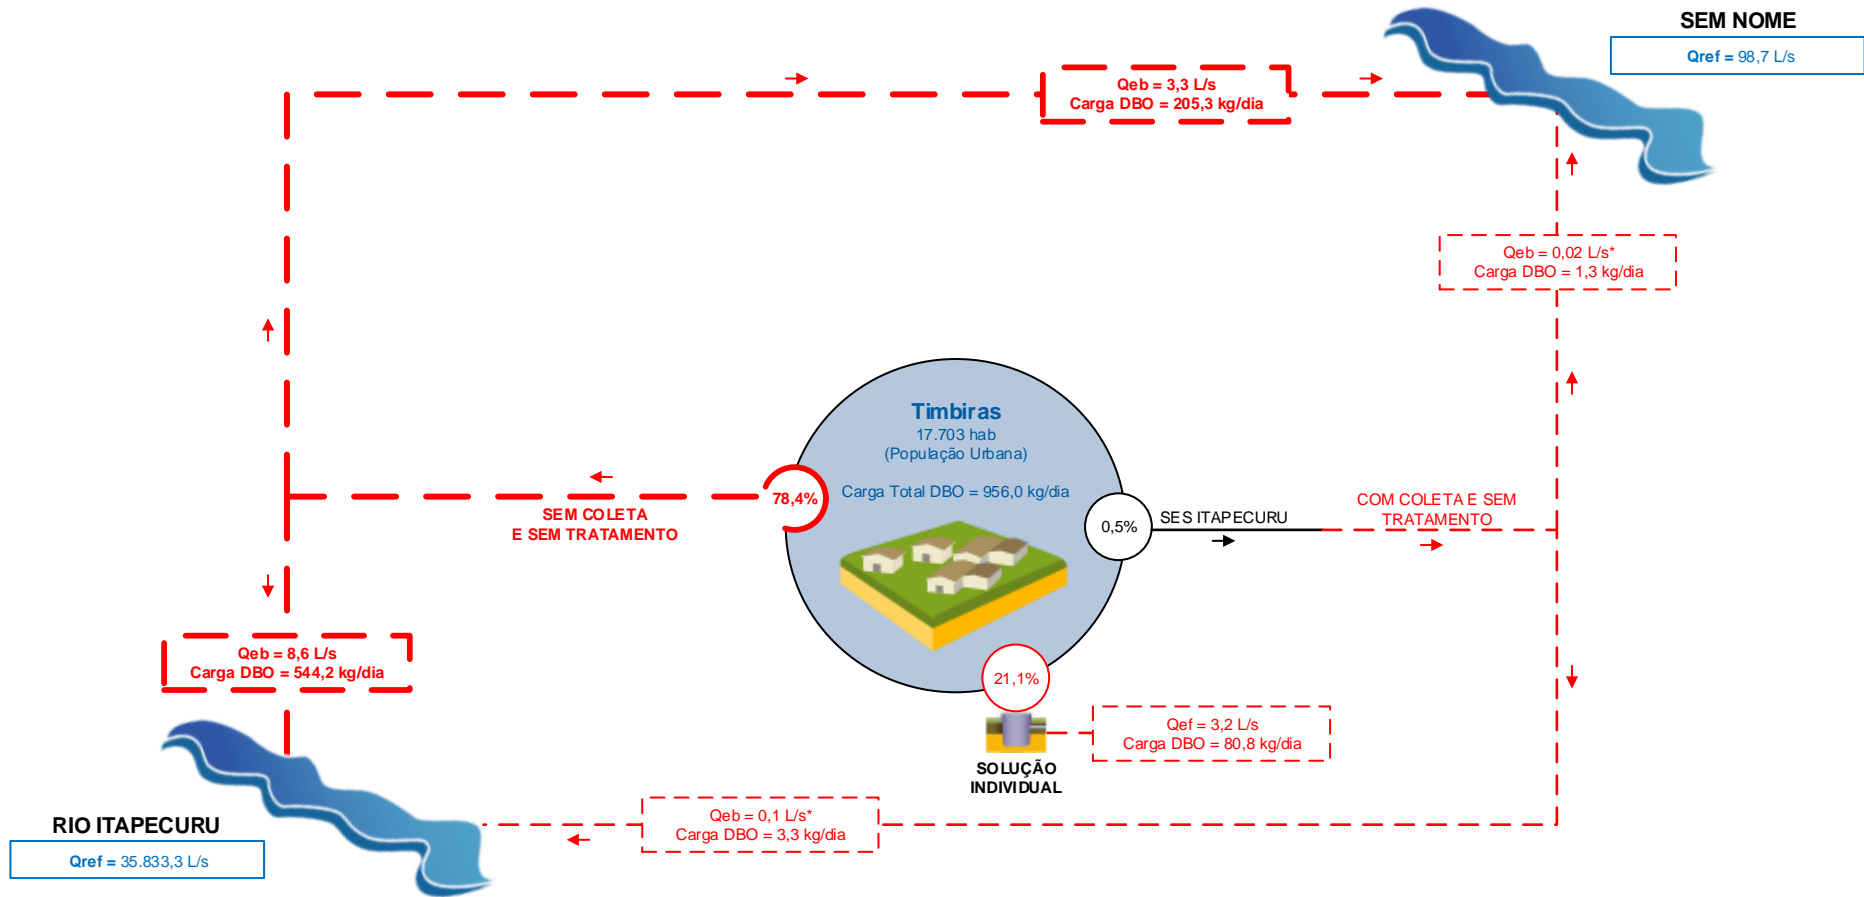 SEM NOME
Qref = 98,7 L/s
Qeb = 3,3 L/s
Carga DBO = 205,3 kg/dia
Qeb = 0,02 L/s*
Carga DBO = 1,3 kg/dia
Timbiras
17.703 hab
(População Urbana)
Carga Total DBO = 956,0 kg/dia
78,4%
SEM COLETA
E SEM TRATAMENTO
0,5%
SES ITAPECURU
COM COLETA E SEM
TRATAMENTO
Qeb = 8,6 L/s
Carga DBO = 544,2 kg/dia
21,1%
Qef = 3,2 L/s
Carga DBO = 80,8 kg/dia
SOLUÇÃO
INDIVIDUAL
Qeb = 0,1 L/s*
Carga DBO = 3,3 kg/dia
RIO ITAPECURU
Qref = 35.833,3 L/s